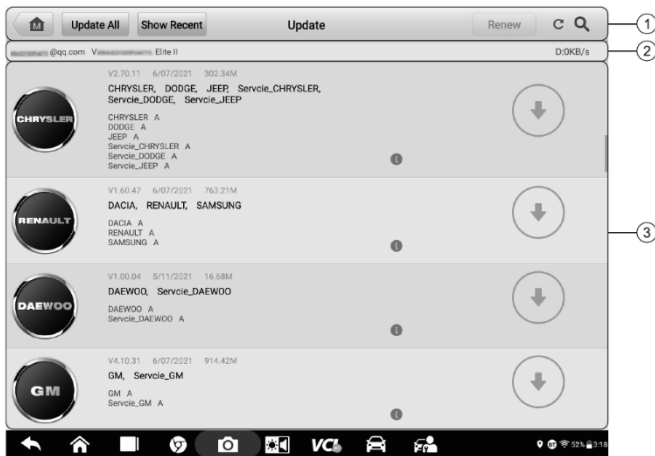 M Update All Show Recent Update Renew C 1
@qq.com V Elite II D:0KB/s 2
V2.70.11 6/07/2021 302.34M
CHRYSLER, DODGE, JEEP, Servcie_CHRYSLER,
Servcie_DODGE, Servcie_JEEP
CHRYSLER
CHRYSLER A
DODGE A
JEEP A
Servcie_CHRYSLER A
Servcie_DODGE A
Servcie_JEEP A
V1.60.47 6/07/2021 763.21M
DACIA, RENAULT, SAMSUNG
RENAULT
DACIA A
RENAULT A
SAMSUNG A
3
V1.00.04 5/11/2021 16.68M
DAEWOO, Servcie_DAEWOO
DAEWOO
DAEWOO A
Servcie_DAEWOO A
V4.10.31 6/07/2021 914.42M
GM, Servcie_GM
GM
GM A
Servcie_GM A
VCI 52% 3:18